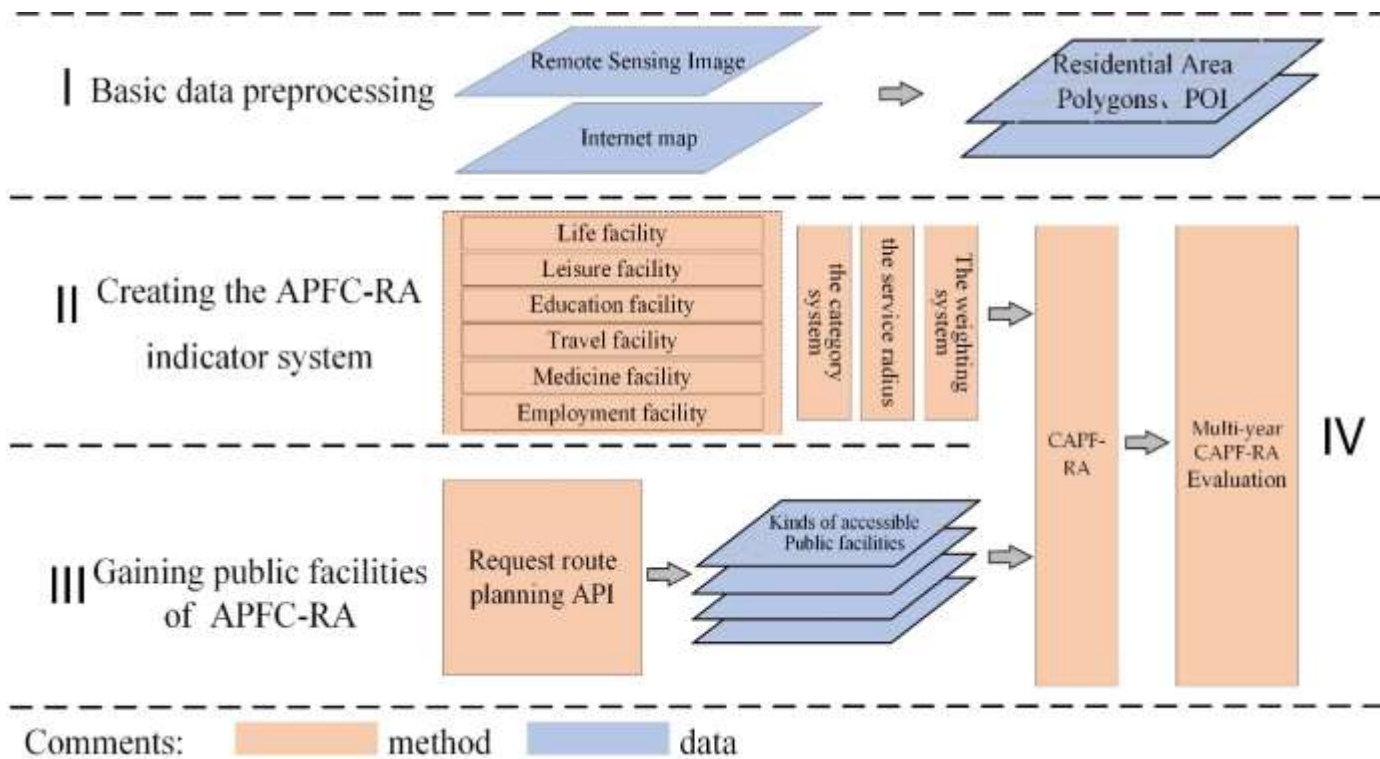 I Basic data preprocessing
Remote Sensing Image
Internet map
Residential Area
Polygons、POI
II Creating the APFC-RA
indicator system
Life facility
Leisure facility
Education facility
Travel facility
Medicine facility
Employment facility
the category
system
the service radius
The weighting
system
III Gaining public facilities
of APFC-RA
Request route
planning API
Kinds of accessible
Public facilities
CAPF-
RA
Multi-year
CAPF-RA
Evaluation
IV
Comments: method data